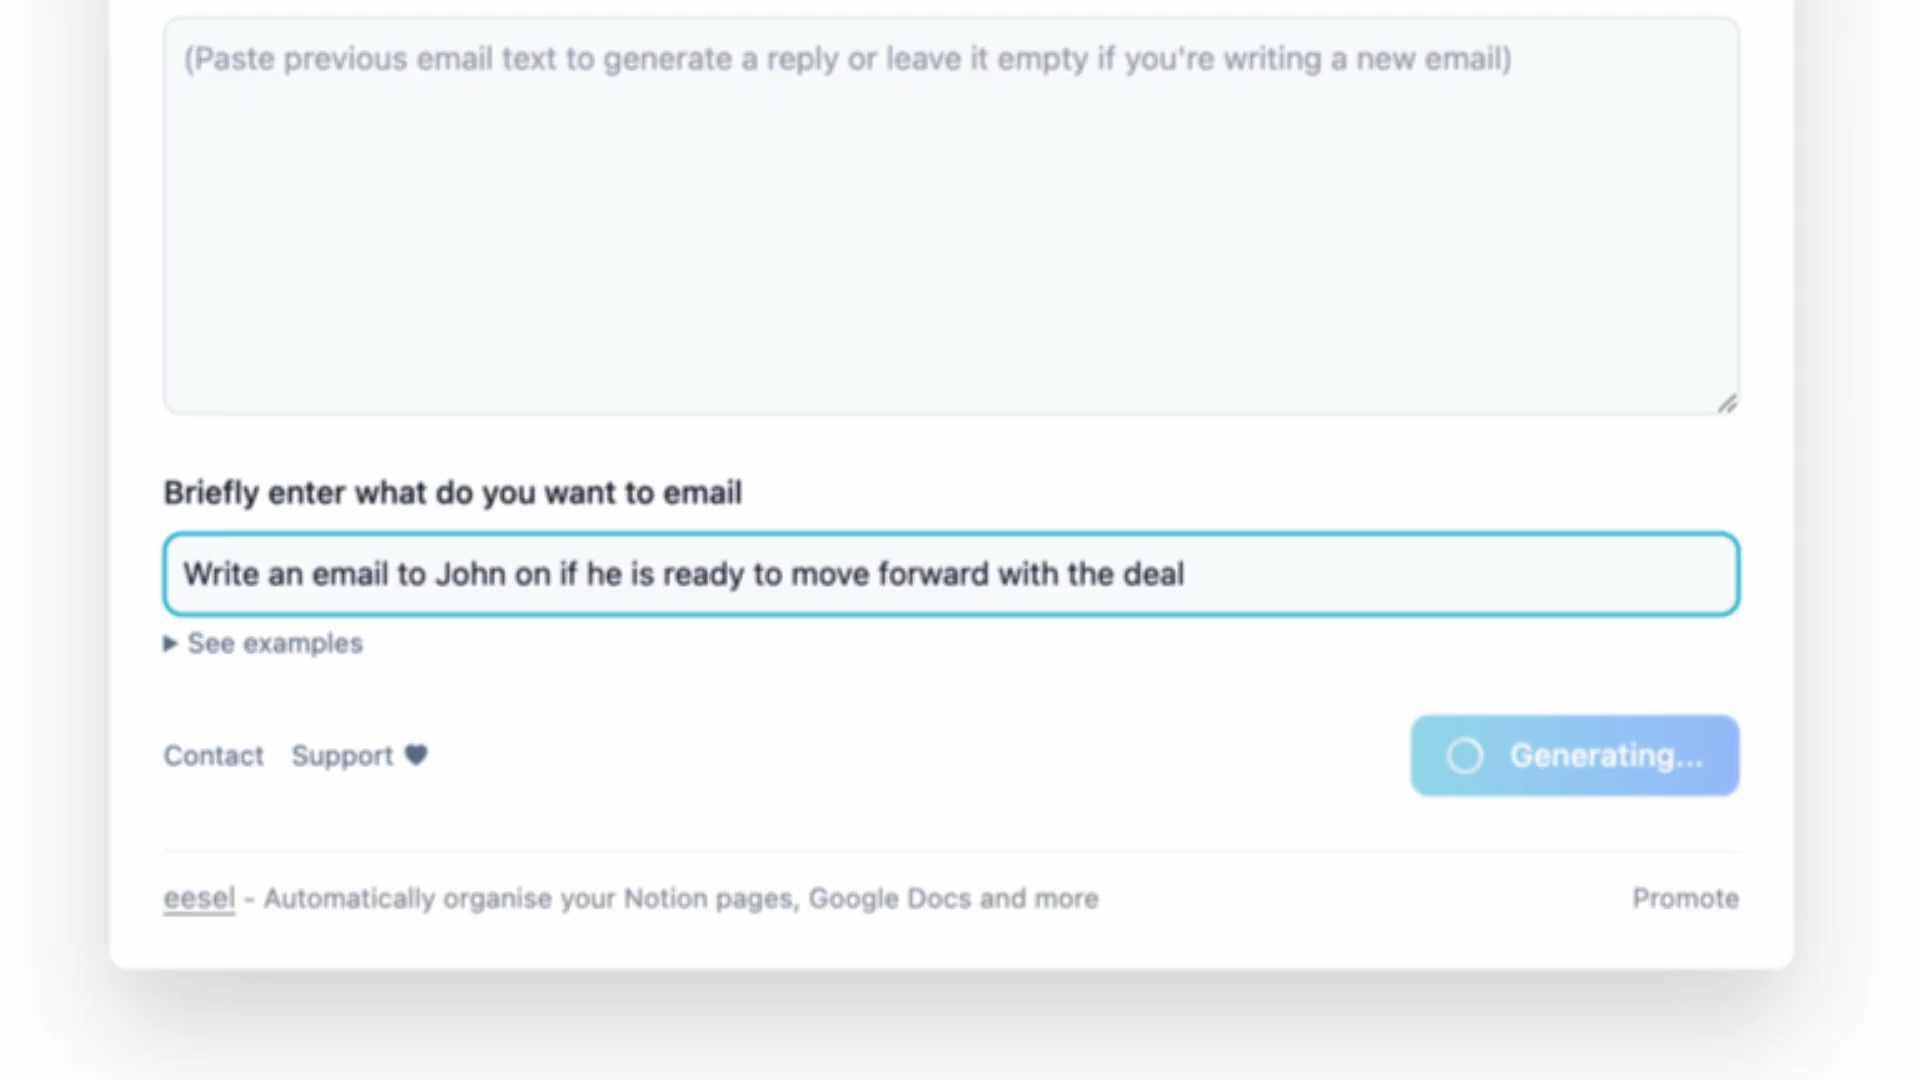 (Paste previous email text to generate a reply or leave it empty if you're writing a new email)
Briefly enter what do you want to email
Write an email to John on if he is ready to move forward with the deal
See examples
Contact Support
Generating...
eesel - Automatically organise your Notion pages, Google Docs and more
Promote